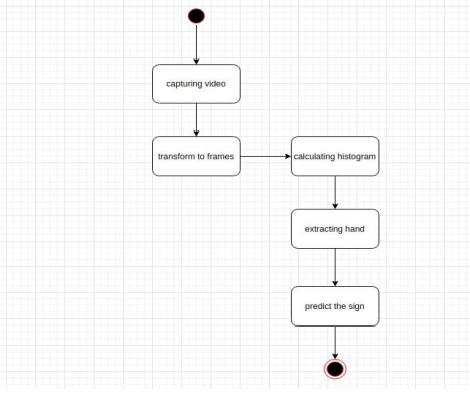 capturing video
transform to frames
calculating histogram
extracting hand
predict the sign